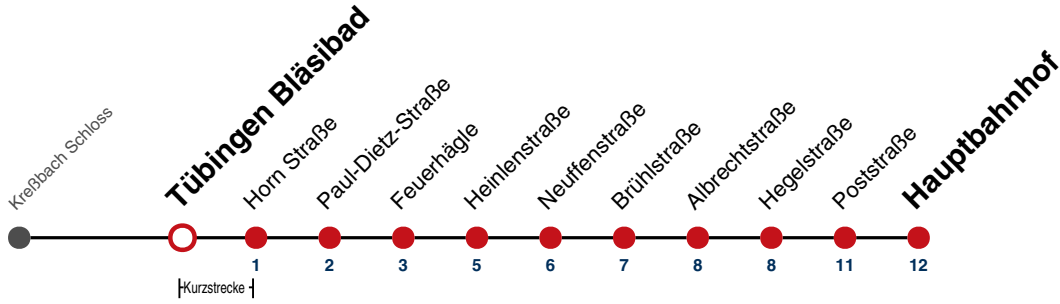 Kreßbach Schloss
Tübingen Bläsibad
Horn Straße
Paul-Dietz-Straße
Feuerhägle
Heinlenstraße
Neuffenstraße
Brühlstraße
Albrechtstraße
Hegelstraße
Poststraße
Hauptbahnhof
1 2 3 5 6 7 8 8 11 12
Kurzstrecke